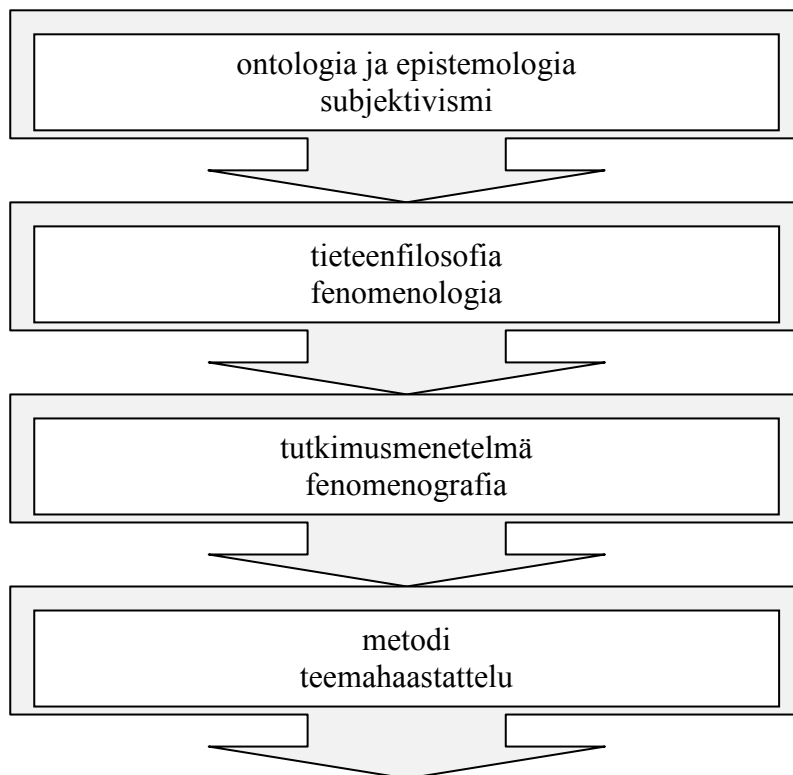 ontologia ja epistemologia
subjektivismi
tieteenfilosofia
fenomenologia
tutkimusmenetelmä
fenomenografia
metodi
teemahaastattelu